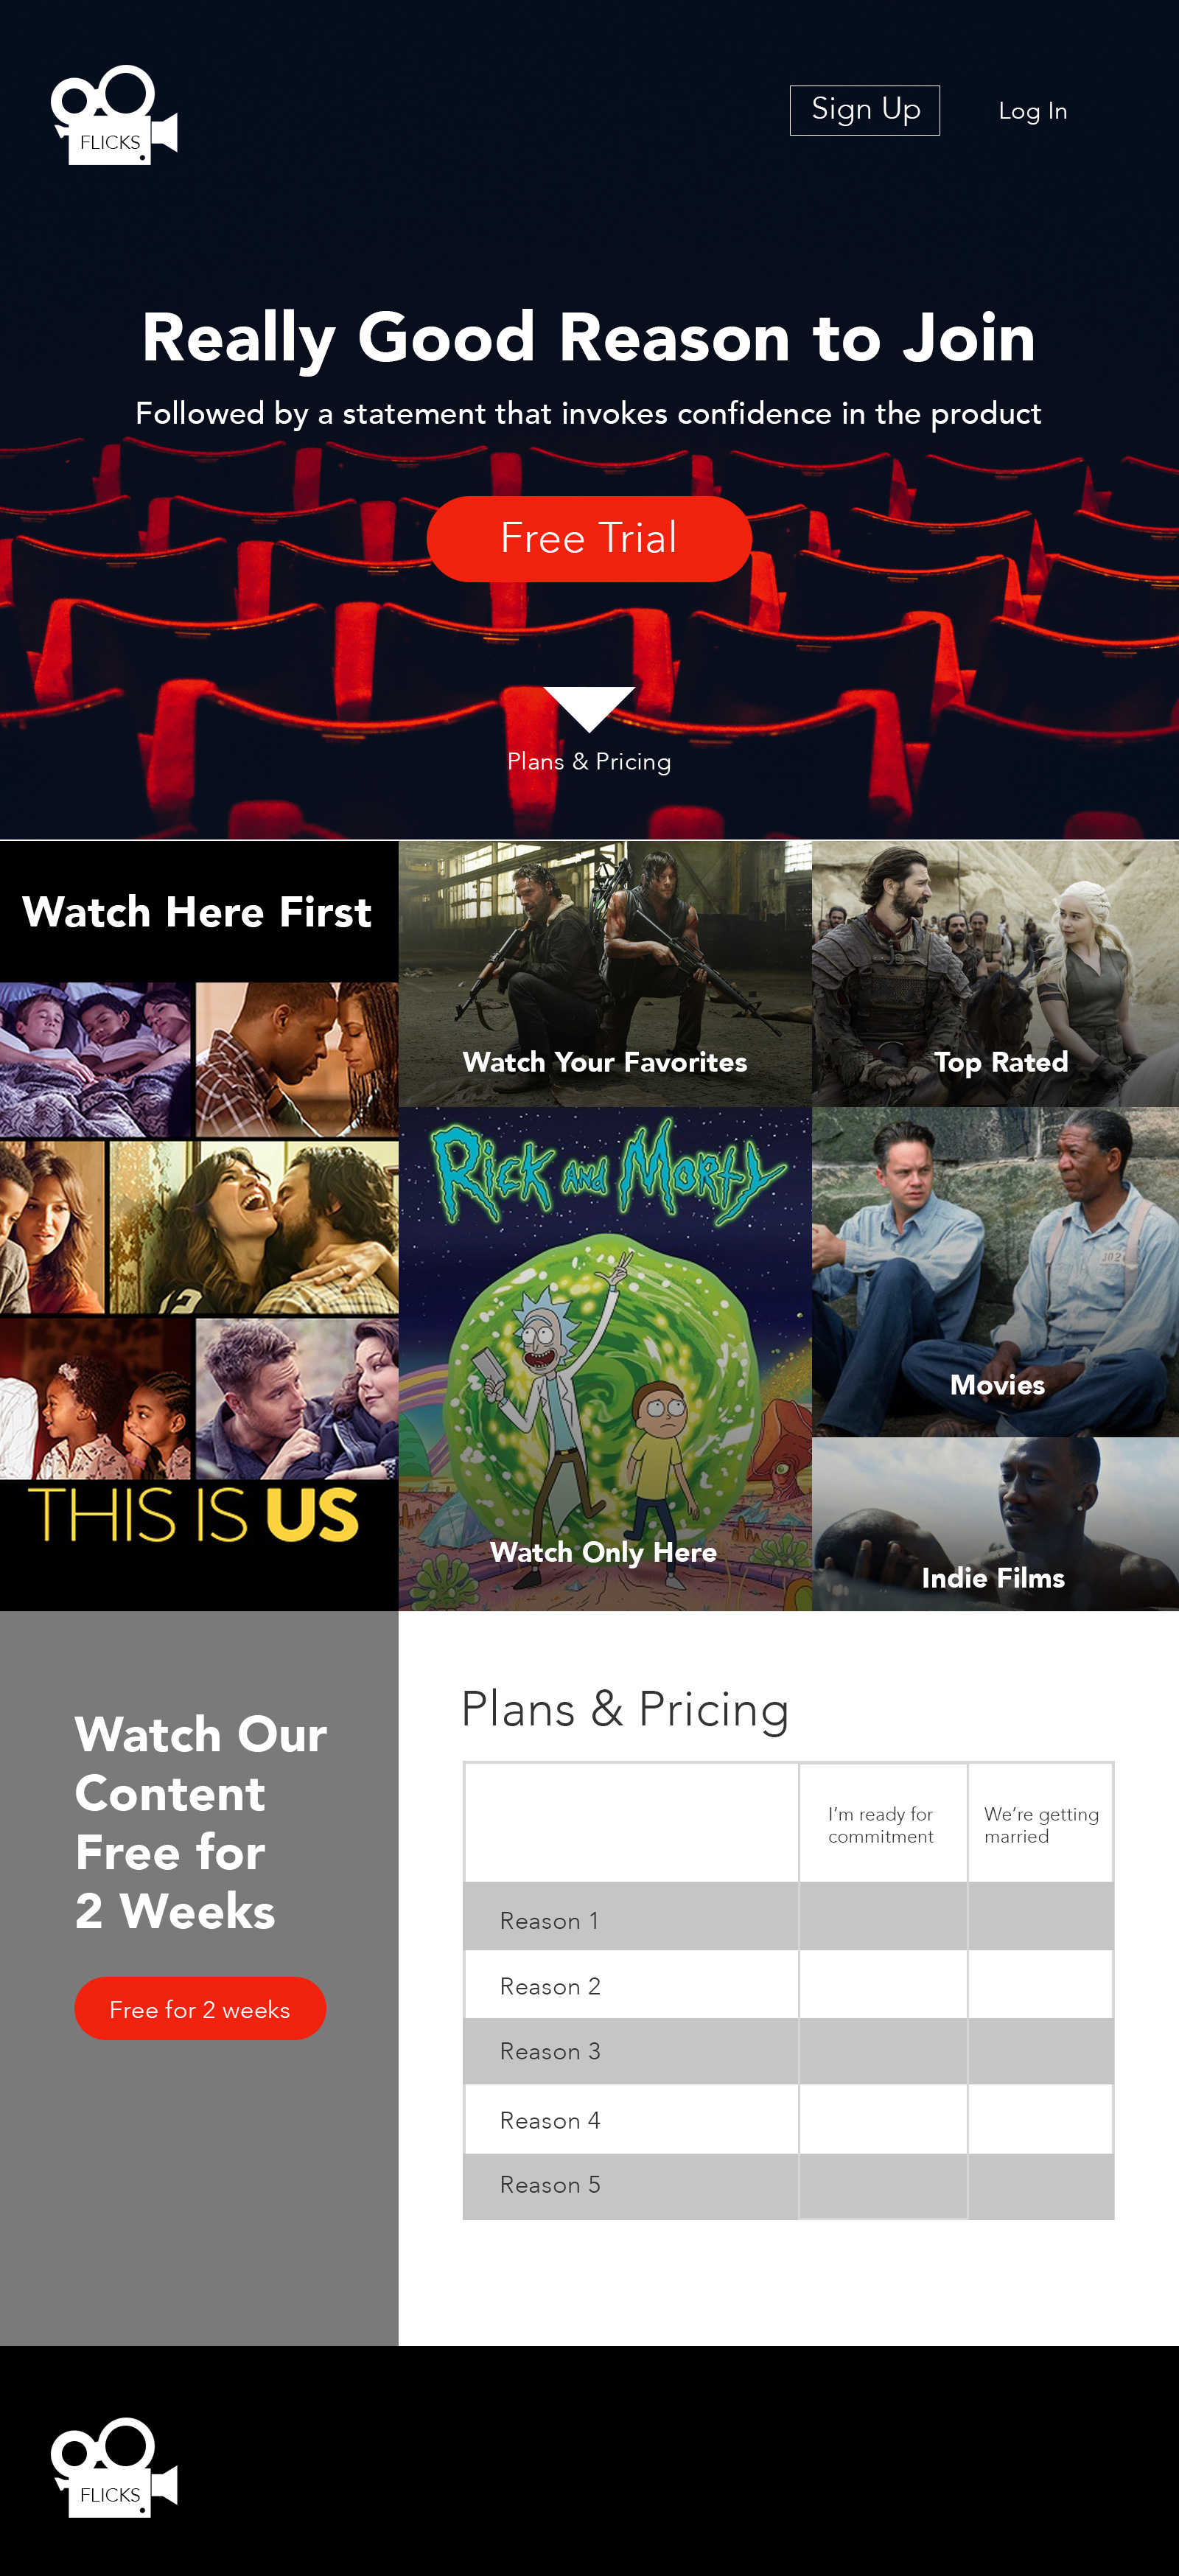 FLICKS
Sign Up
Log In
Really Good Reason to Join
Followed by a statement that invokes confidence in the product
Free Trial
Plans & Pricing
Watch Here First
THIS IS US
Watch Your Favorites
Top Rated
RICK AND MORTY
Watch Only Here
Movies
Indie Films
Watch Our
Content
Free for
2 Weeks
Free for 2 weeks
Plans & Pricing
I'm ready for
commitment
We're getting
married
Reason 1
Reason 2
Reason 3
Reason 4
Reason 5
FLICKS